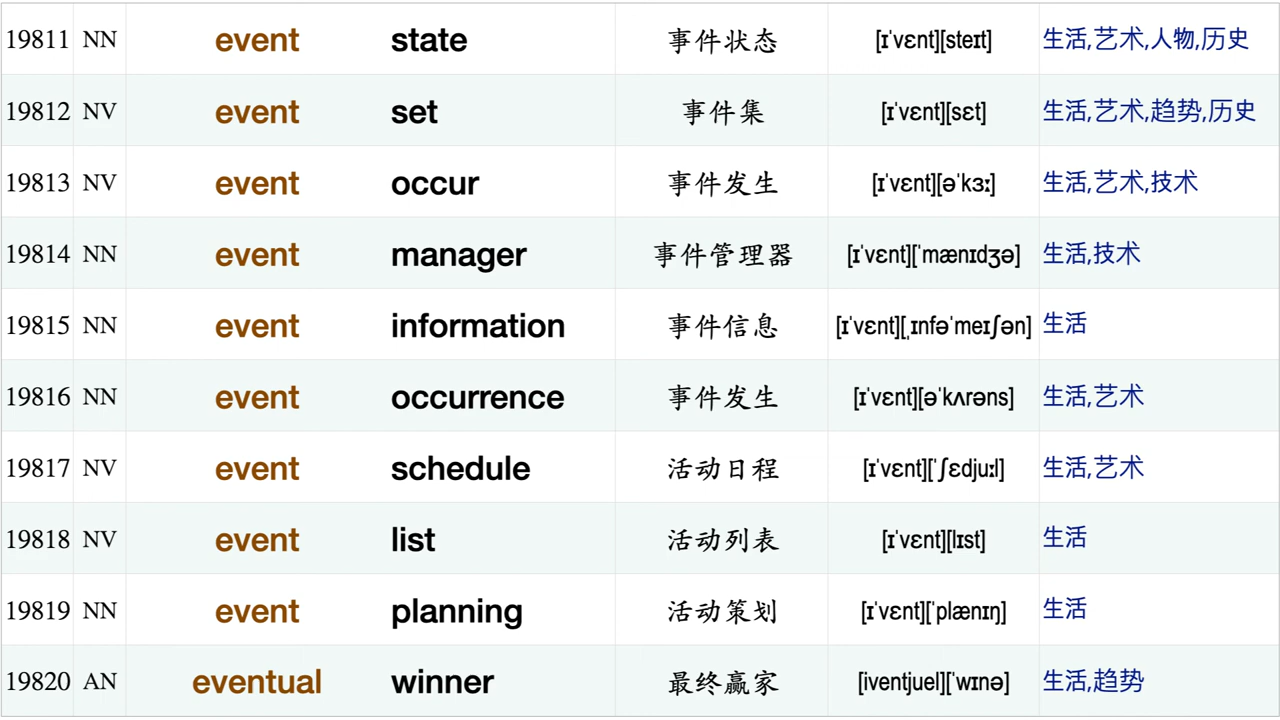 19811 NN event state 事件状态 [ɪˈvɛnt][steɪt] 生活,艺术,人物,历史
19812 NV event set 事件集 [ɪˈvɛnt][sɛt] 生活,艺术,趋势,历史
19813 NV event occur 事件发生 [ɪˈvɛnt][əˈkɜː] 生活,艺术,技术
19814 NN event manager 事件管理器 [ɪˈvɛnt][ˈmænɪdʒə] 生活,技术
19815 NN event information 事件信息 [ɪˈvɛnt][ˌɪnfəˈmeɪʃən] 生活
19816 NN event occurrence 事件发生 [ɪˈvɛnt][əˈkʌrəns] 生活,艺术
19817 NV event schedule 活动日程 [ɪˈvɛnt][ˈʃɛdjuːl] 生活,艺术
19818 NV event list 活动列表 [ɪˈvɛnt][lɪst] 生活
19819 NN event planning 活动策划 [ɪˈvɛnt][ˈplænɪŋ] 生活
19820 AN eventual winner 最终赢家 [iventjuel][ˈwɪnə] 生活,趋势